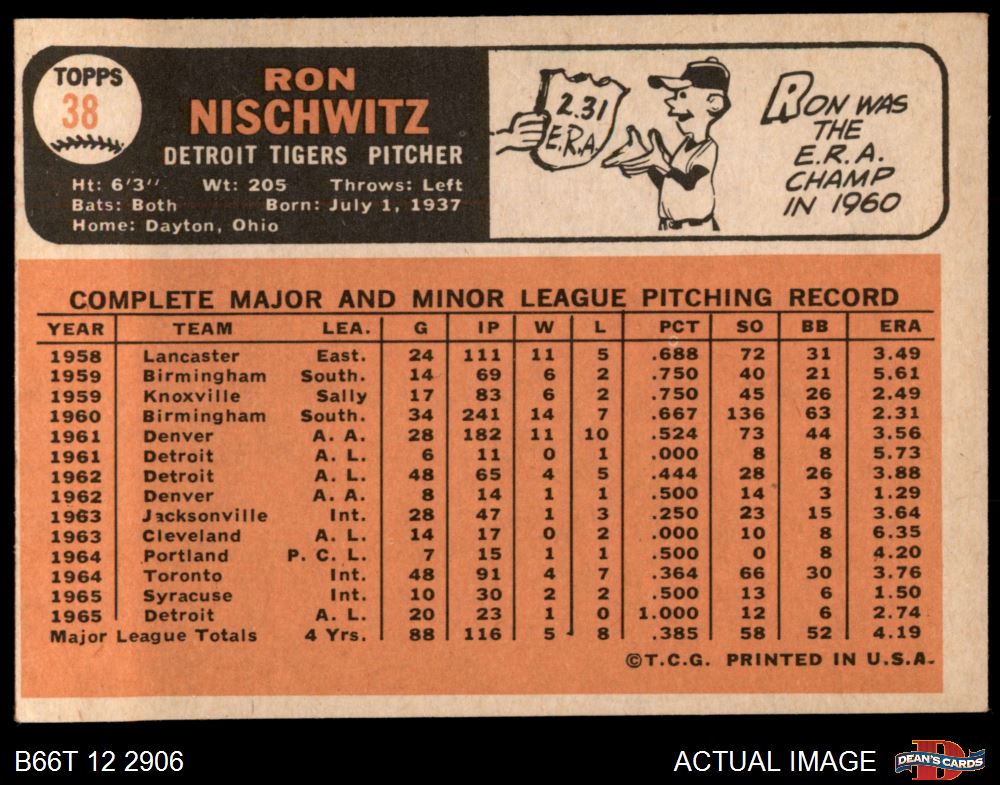 TOPPS
38
RON
NISCHWITZ
DETROIT TIGERS PITCHER
Ht: 6'3" Wt: 205 Throws: Left
Bats: Both Born: July 1, 1937
Home: Dayton, Ohio
2.31
E.R.A.
RON WAS
THE
E.R.A.
CHAMP
IN 1960
COMPLETE MAJOR AND MINOR LEAGUE PITCHING RECORD
YEAR TEAM LEA. G IP W L PCT SO BB ERA
1958 Lancaster East. 24 111 11 5 .688 72 31 3.49
1959 Birmingham South. 14 69 6 2 .750 40 21 5.61
1959 Knoxville Sally 17 83 6 2 .750 45 26 2.49
1960 Birmingham South. 34 241 14 7 .667 136 63 2.31
1961 Denver A. A. 28 182 11 10 .524 73 44 3.56
1961 Detroit A. L. 6 11 0 1 .000 8 8 5.73
1962 Detroit A. L. 48 65 4 5 .444 28 26 3.88
1962 Denver A. A. 8 14 1 1 .500 14 3 1.29
1963 Jacksonville Int. 28 47 1 3 .250 23 15 3.64
1963 Cleveland A. L. 14 17 0 2 .000 10 8 6.35
1964 Portland P. C. L. 7 15 1 1 .500 0 8 4.20
1964 Toronto Int. 48 91 4 7 .364 66 30 3.76
1965 Syracuse Int. 10 30 2 2 .500 13 6 1.50
1965 Detroit A. L. 20 23 1 0 1.000 12 6 2.74
Major League Totals 4 Yrs. 88 116 5 8 .385 58 52 4.19
©T.C.G. PRINTED IN U.S.A.
B66T 12 2906
ACTUAL IMAGE
DEAN'S CARDS